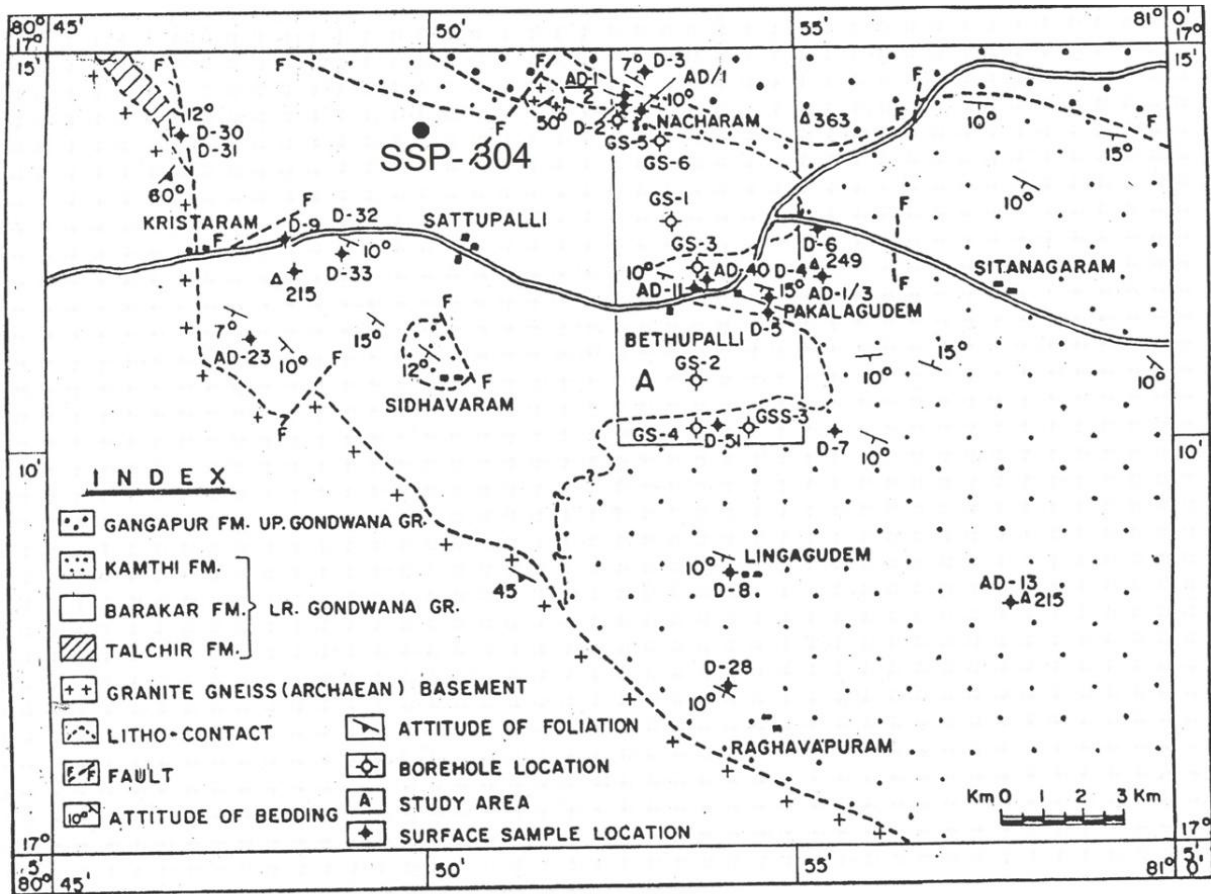 80° 45'
50'
55'
81° 0'
17°
15'
17°
15'
F
F
7°
D-3
AD-1
2
AD/1
10°
F
12°
D-30
D-31
50°
D-2
NACHARAM
363
10°
F
GS-5
15°
SSP-304
F
GS-6
60°
GS-1
10°
KRISTARAM
F
D-9
D-32
SATTUPALLI
F
10°
GS-3
D-6
F
D-33
10°
AD-40
D-4
249
SITANAGARAM
215
F
AD-11
15°
AD-1/3
PAKALAGUDEM
7°
15°
D-5
AD-23
10°
F
12°
BETHUPALLI
10°
15°
10°
GS-2
F
A
SIDHAVARAM
F
GS-4
D-51
GSS-3
D-7
10°
10'
10'
INDEX
GANGAPUR FM. UP. GONDWANA GR.
KAMTHI FM.
BARAKAR FM.
LR. GONDWANA GR.
TALCHIR FM.
GRANITE GNEISS (ARCHAEAN) BASEMENT
LITHO-CONTACT
F F
FAULT
10°
ATTITUDE OF BEDDING
ATTITUDE OF FOLIATION
BOREHOLE LOCATION
A
STUDY AREA
SURFACE SAMPLE LOCATION
45
10°
LINGAGUDEM
D-8
AD-13
215
D-28
10°
RAGHAVAPURAM
Km 0 1 2 3 Km
17°
5'
17°
5'
80° 45'
50'
55'
81° 0'